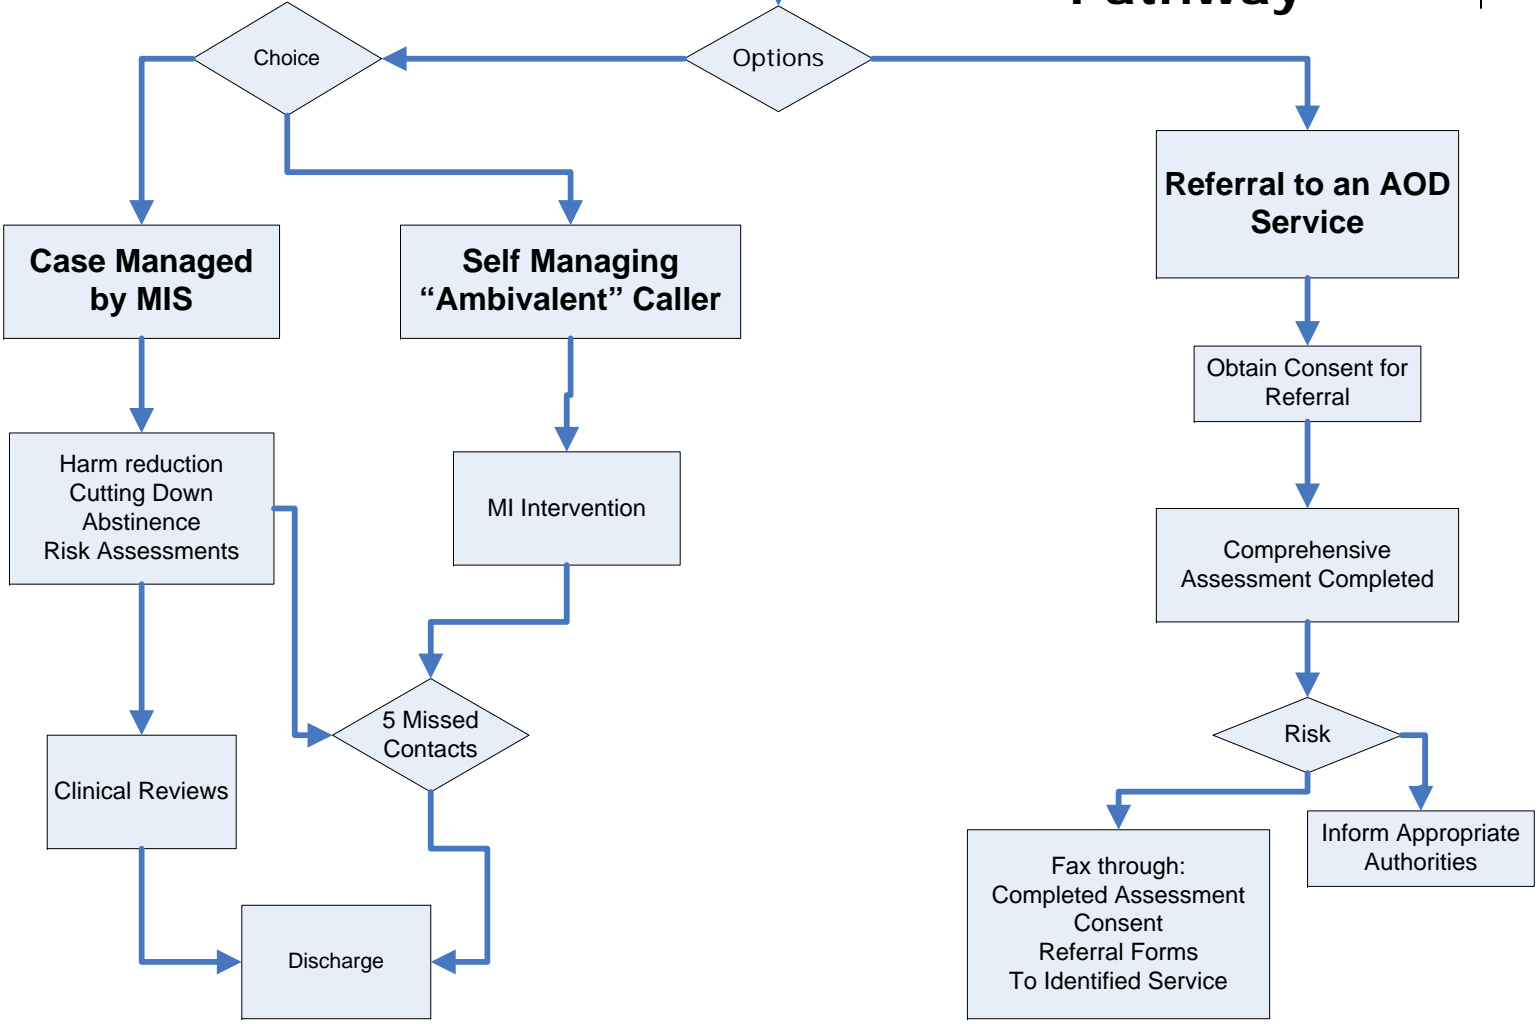 Choice
Options
Referral to an AOD
Service
Case Managed
by MIS
Self Managing
“Ambivalent” Caller
Obtain Consent for
Referral
Harm reduction
Cutting Down
Abstinence
Risk Assessments
MI Intervention
Comprehensive
Assessment Completed
5 Missed
Contacts
Risk
Clinical Reviews
Inform Appropriate
Authorities
Fax through:
Completed Assessment
Consent
Referral Forms
To Identified Service
Discharge